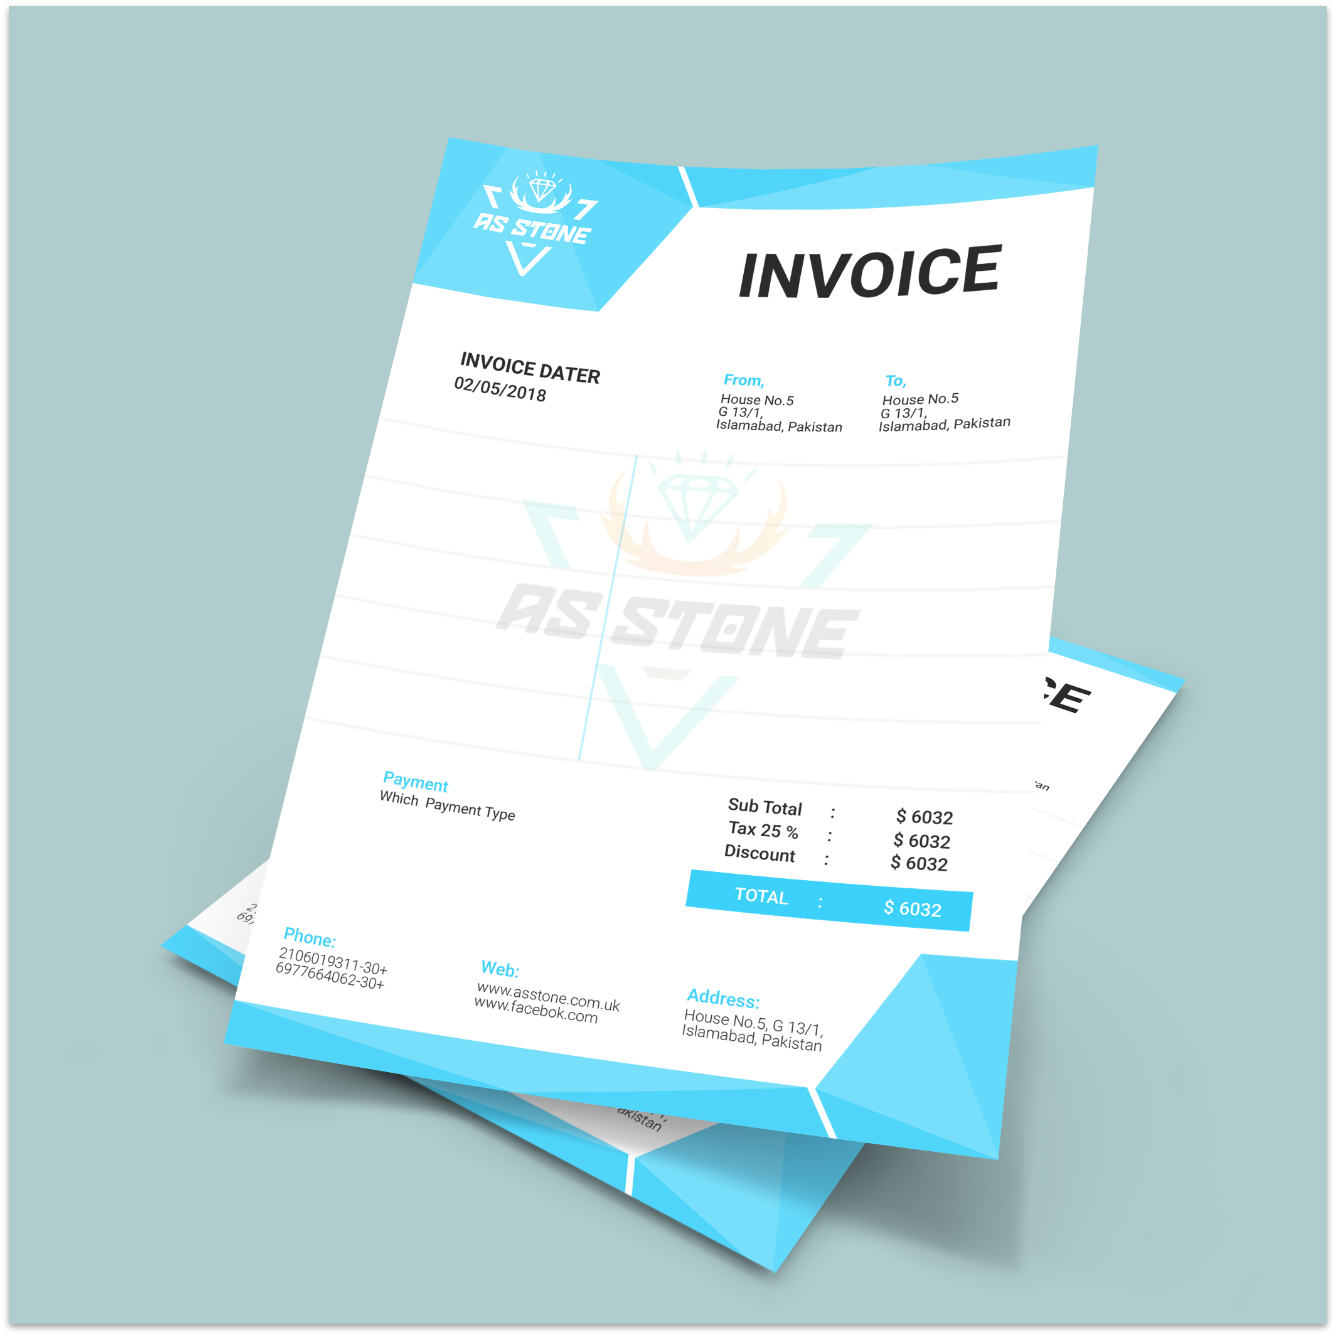 AS STONE
INVOICE
INVOICE DATER
02/05/2018
From,
House No.5
G 13/1,
Islamabad, Pakistan
To,
House No.5
G 13/1,
Islamabad, Pakistan
AS STONE
Payment
Which Payment Type
Sub Total : $ 6032
Tax 25 % : $ 6032
Discount : $ 6032
TOTAL : $ 6032
Phone:
2106019311-30+
6977664062-30+
Web:
www.asstone.com.uk
www.facebok.com
Address:
House No.5, G 13/1,
Islamabad, Pakistan
CE
an
2
697
akistan